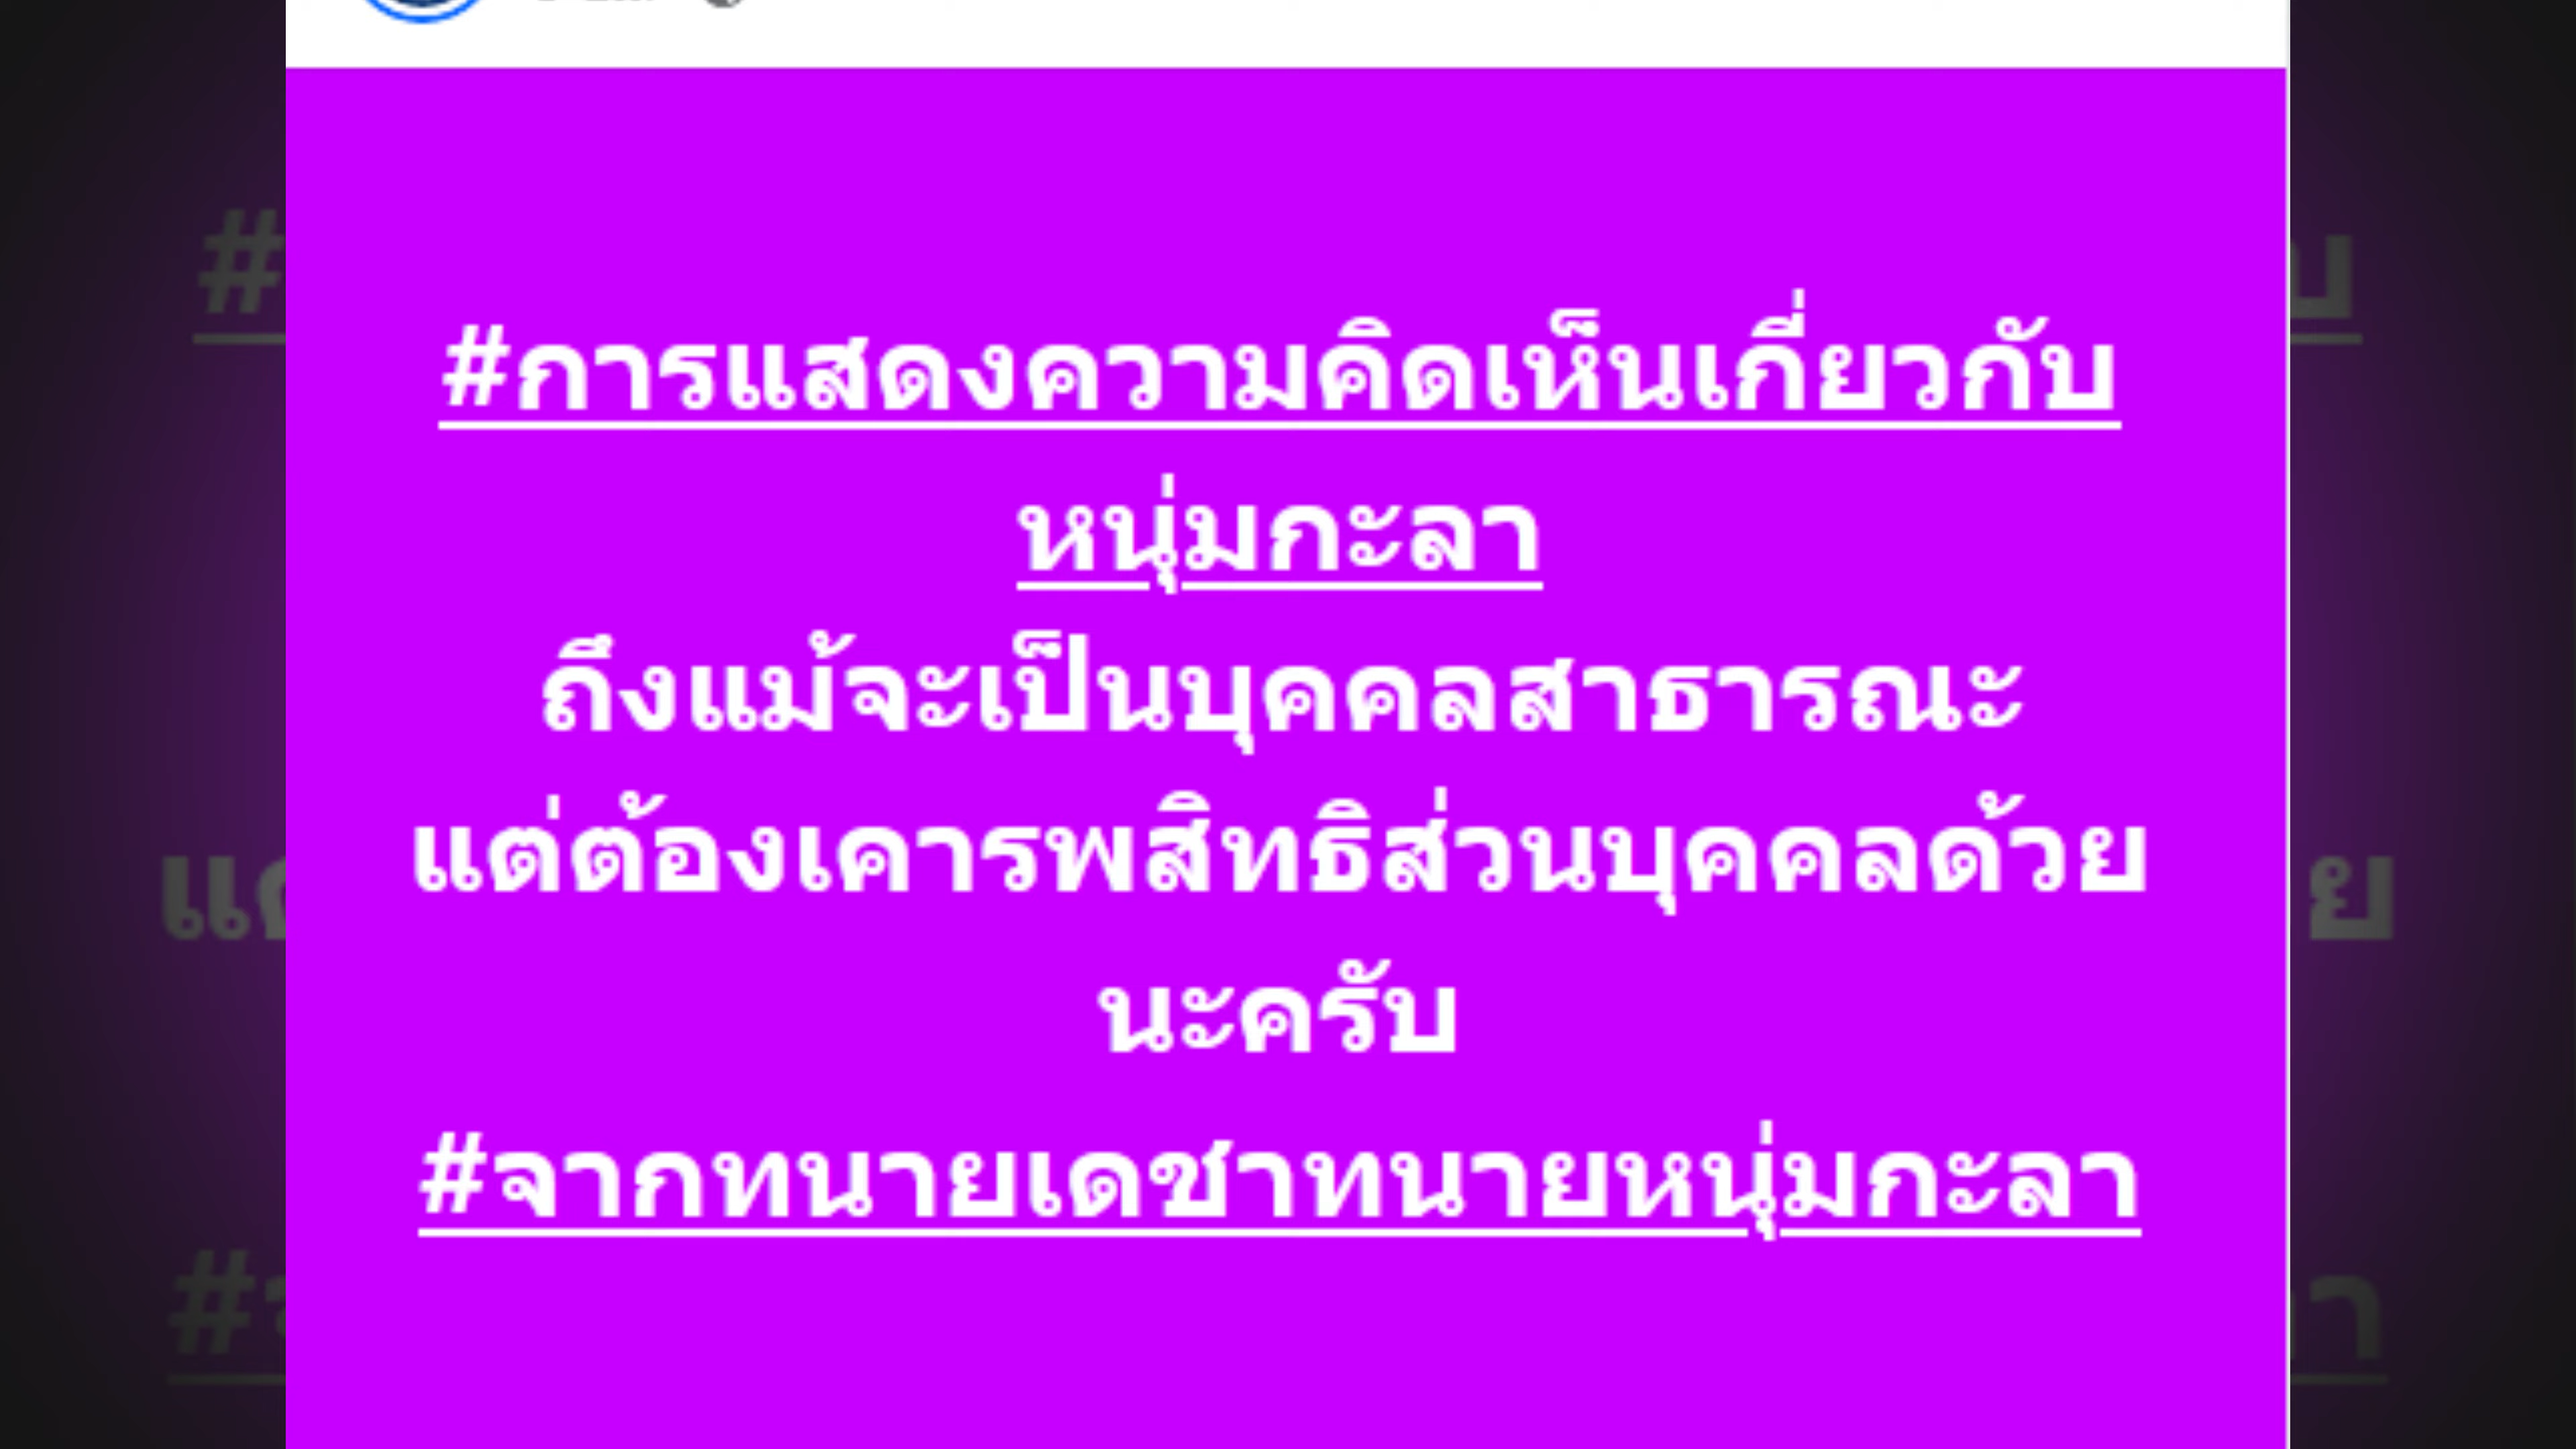 #การแสดงความคิดเห็นเกี่ยวกับ
หนุ่มกะลา
ถึงแม้จะเป็นบุคคลสาธารณะ
แต่ต้องเคารพสิทธิส่วนบุคคลด้วย
นะครับ
#จากทนายเดชาทนายหนุ่มกะลา